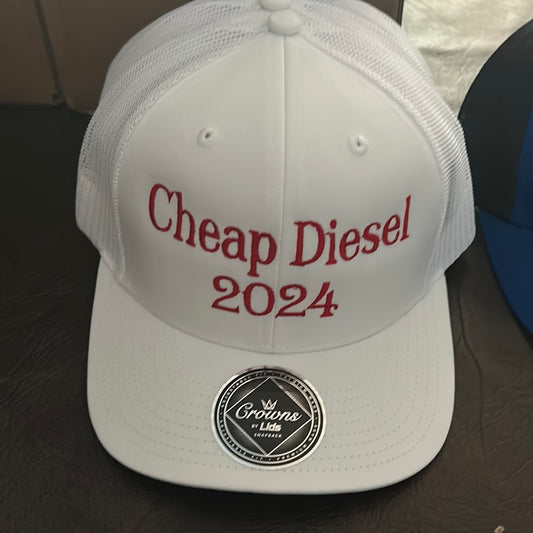 Cheap Diesel
2024
Crowns
BY Lids
SNAPBACK